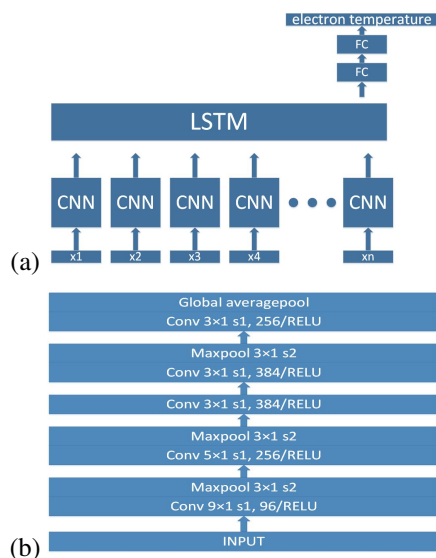 electron temperature
FC
FC
LSTM
CNN CNN CNN CNN CNN
x1 x2 x3 x4 xn
(a)
Global averagepool
Conv 3×1 s1, 256/RELU
Maxpool 3×1 s2
Conv 3×1 s1, 384/RELU
Conv 3×1 s1, 384/RELU
Maxpool 3×1 s2
Conv 5×1 s1, 256/RELU
Maxpool 3×1 s2
Conv 9×1 s1, 96/RELU
INPUT
(b)